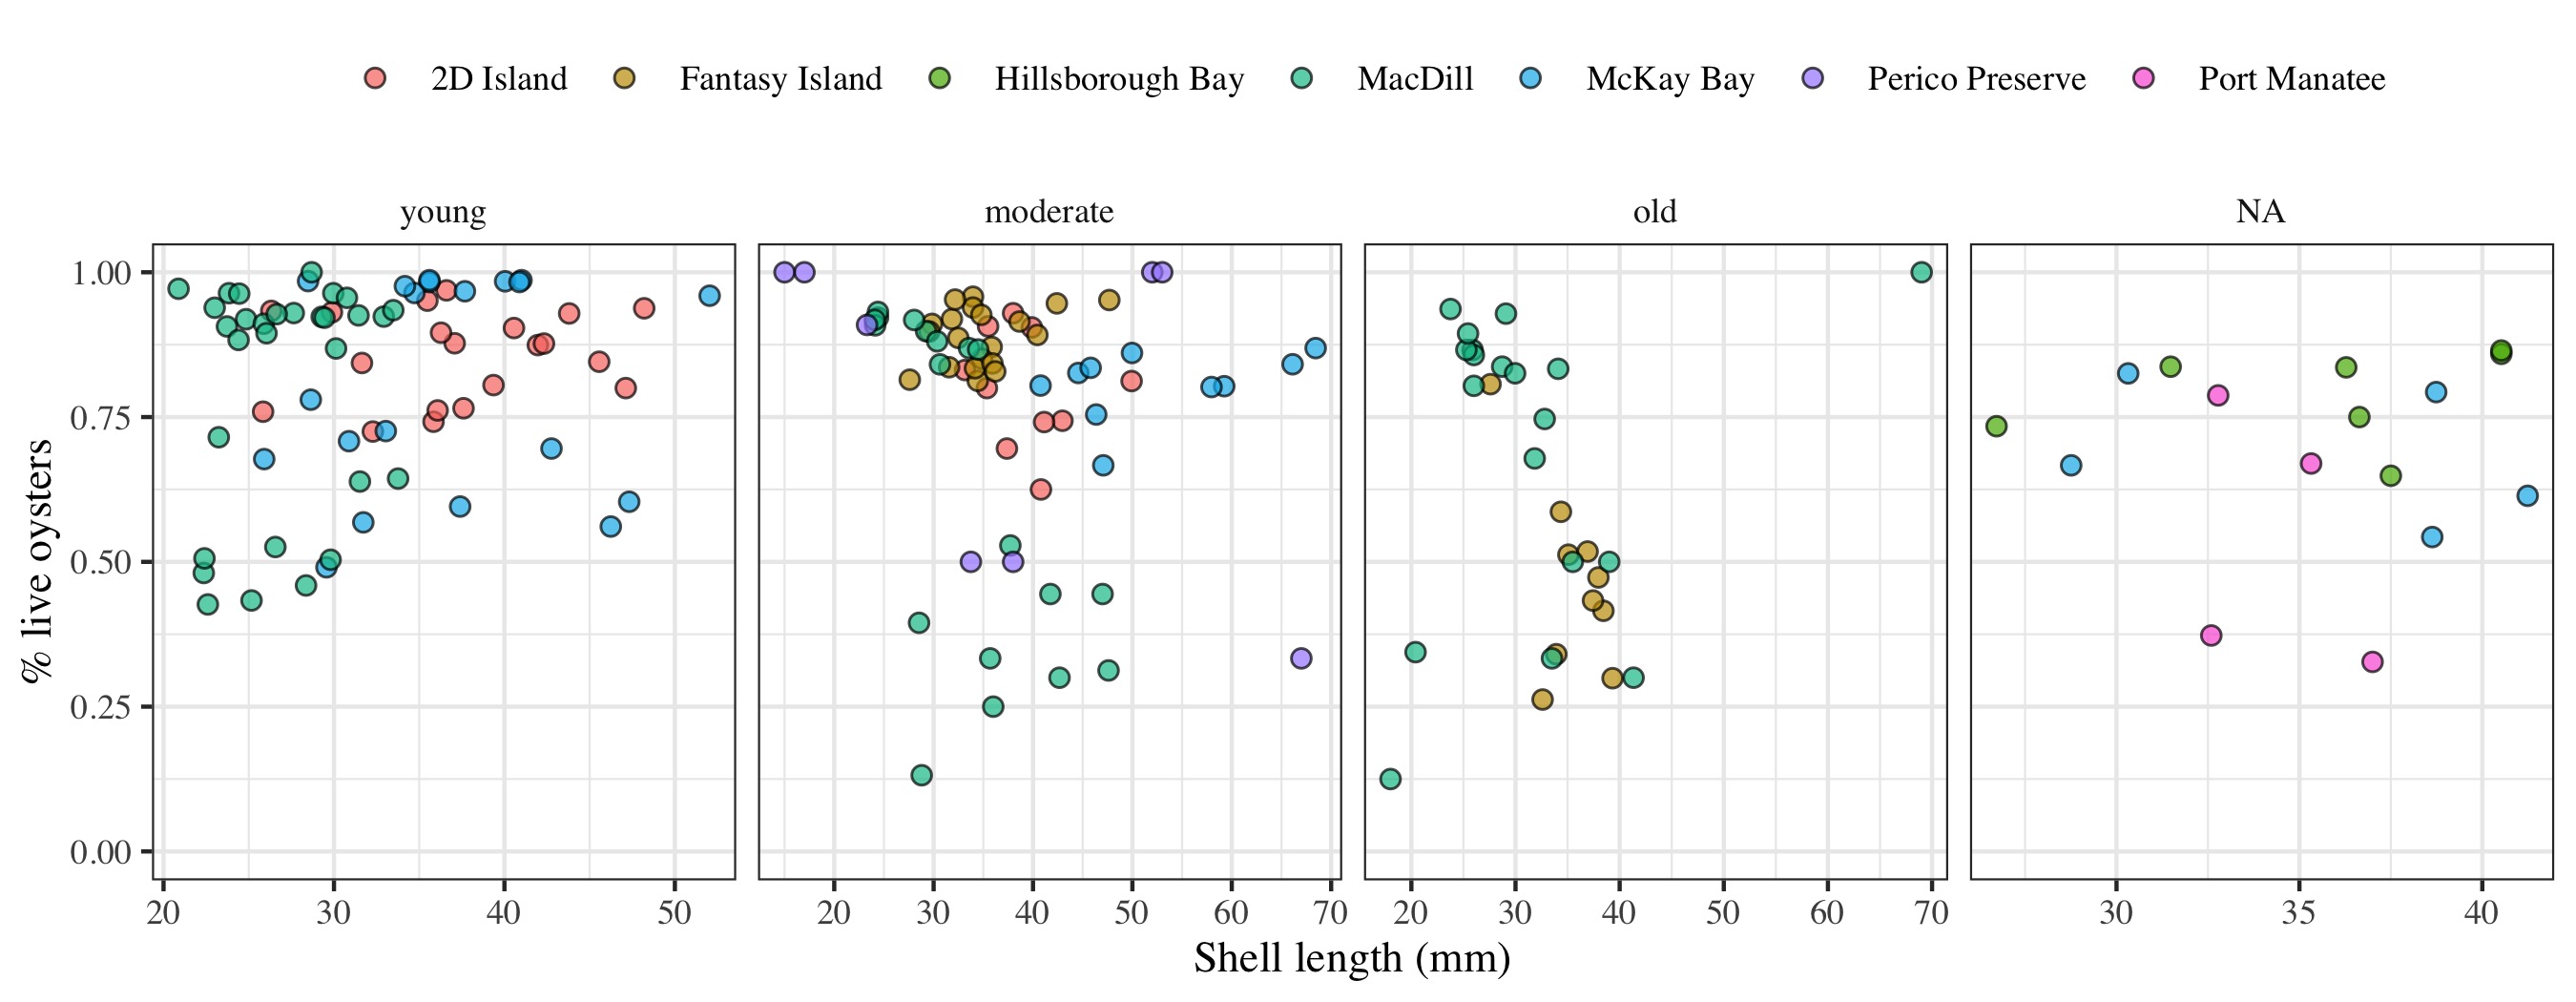 2D Island Fantasy Island Hillsborough Bay MacDill McKay Bay Perico Preserve Port Manatee
young moderate old NA
1.00
0.75
0.50
0.25
0.00
% live oysters
20 30 40 50 20 30 40 50 60 70 20 30 40 50 60 70 30 35 40
Shell length (mm)